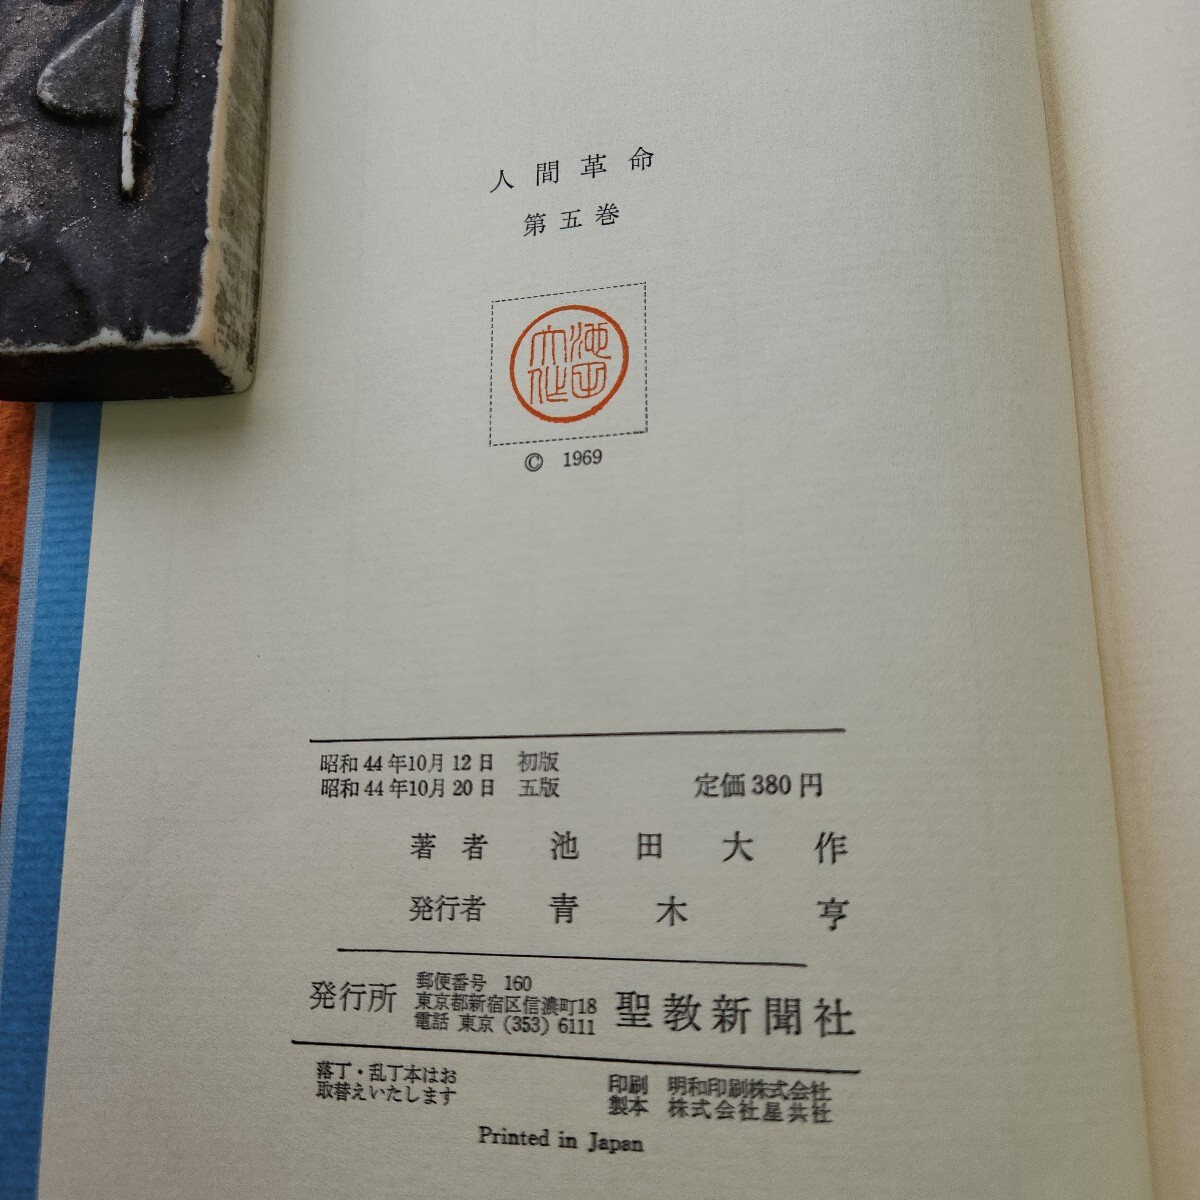 人間革命
第五巻
池田大作
© 1969
昭和44年10月12日 初版
昭和44年10月20日 五版
定価380円
著者 池田大作
発行者 青木亨
発行所
郵便番号 160
東京都新宿区信濃町18
電話 東京(353)6111
聖教新聞社
落丁・乱丁本はお
取替えいたします
印刷 明和印刷株式会社
製本 株式会社星共社
Printed in Japan